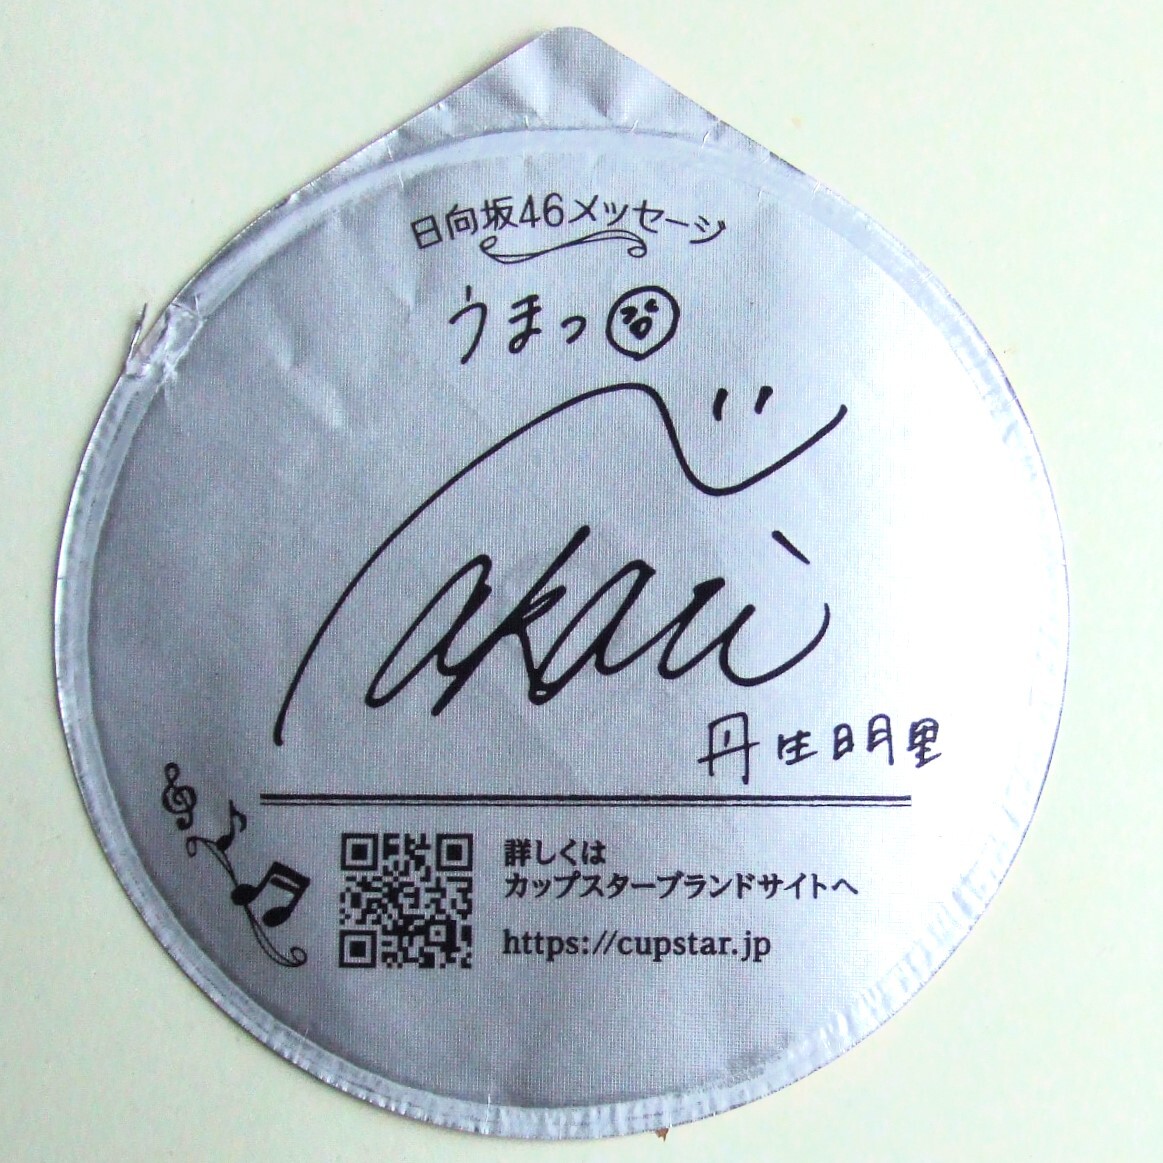 日向坂46メッセージ
うまっ
akari
丹生明里
詳しくは
カップスターブランドサイトへ
https://cupstar.jp